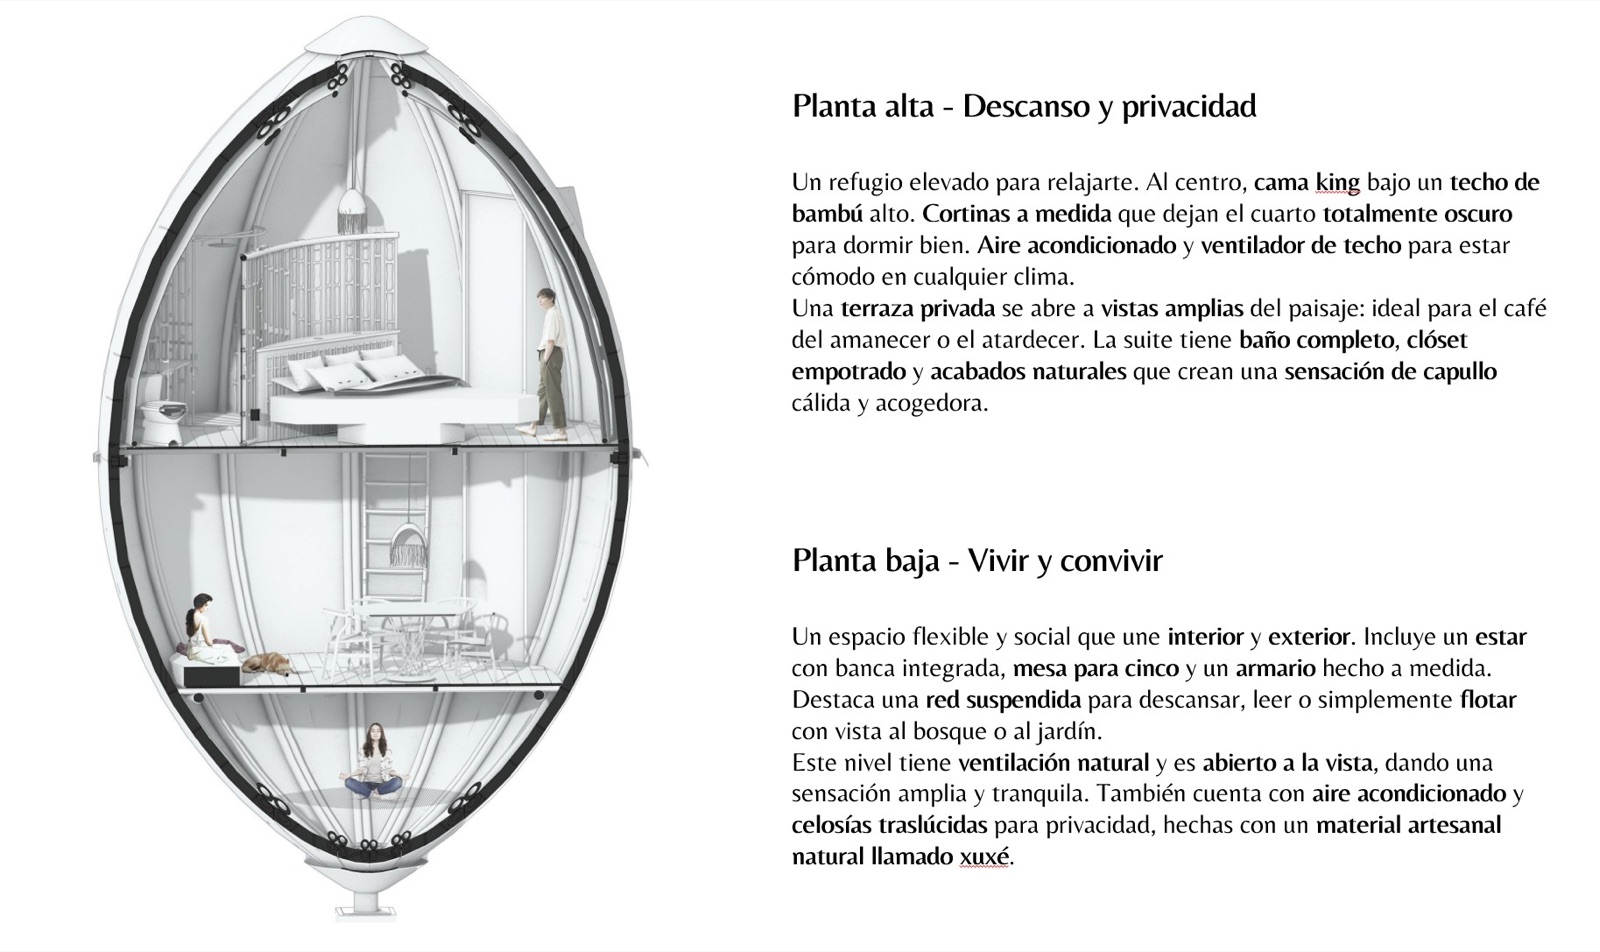 Planta alta - Descanso y privacidad
Un refugio elevado para relajarte. Al centro, cama king bajo un techo de
bambú alto. Cortinas a medida que dejan el cuarto totalmente oscuro
para dormir bien. Aire acondicionado y ventilador de techo para estar
cómodo en cualquier clima.
Una terraza privada se abre a vistas amplias del paisaje: ideal para el café
del amanecer o el atardecer. La suite tiene baño completo, clóset
empotrado y acabados naturales que crean una sensación de capullo
cálida y acogedora.
Planta baja - Vivir y convivir
Un espacio flexible y social que une interior y exterior. Incluye un estar
con banca integrada, mesa para cinco y un armario hecho a medida.
Destaca una red suspendida para descansar, leer o simplemente flotar
con vista al bosque o al jardín.
Este nivel tiene ventilación natural y es abierto a la vista, dando una
sensación amplia y tranquila. También cuenta con aire acondicionado y
celosías traslúcidas para privacidad, hechas con un material artesanal
natural llamado xuxé.